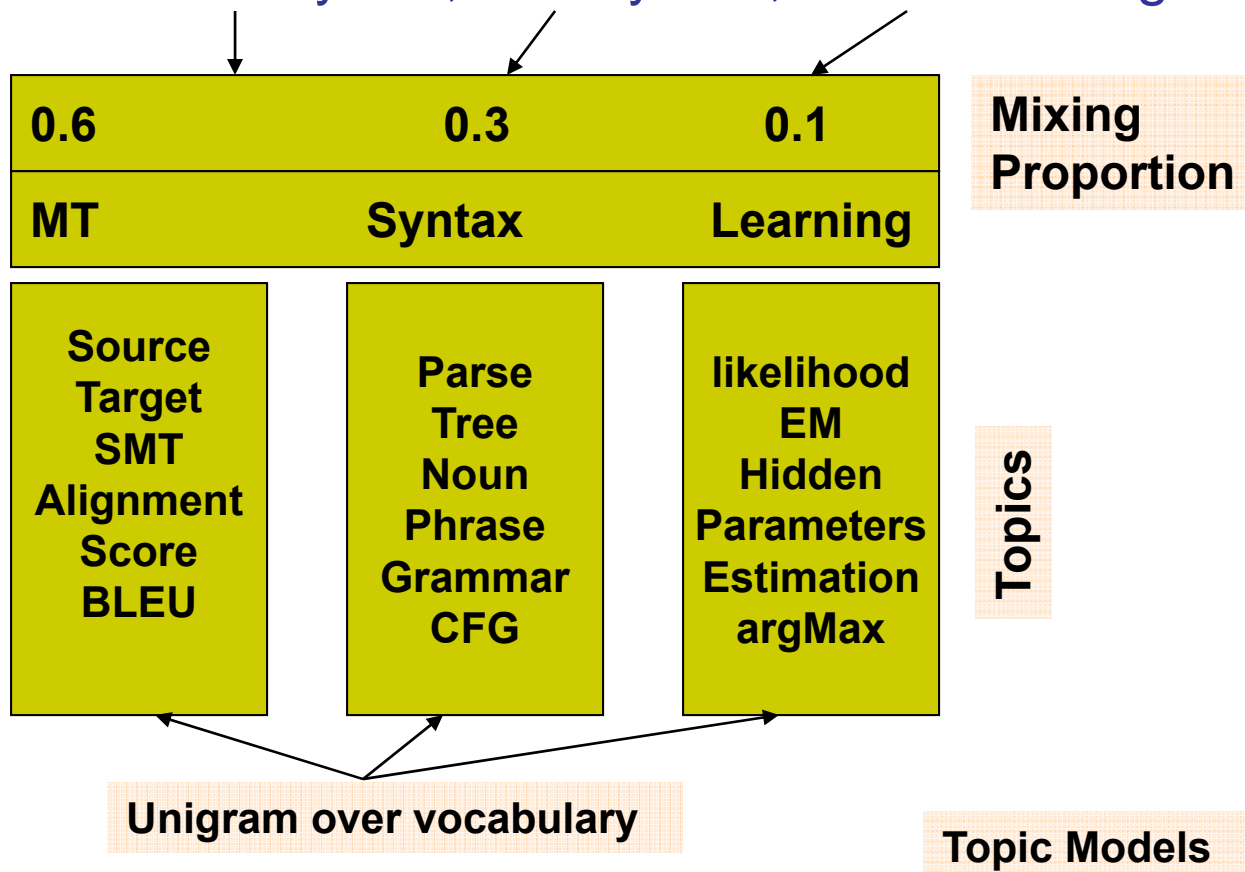 0.6 0.3 0.1
Mixing
Proportion
MT Syntax Learning
Source
Target
SMT
Alignment
Score
BLEU
Parse
Tree
Noun
Phrase
Grammar
CFG
likelihood
EM
Hidden
Parameters
Estimation
argMax
Topics
Unigram over vocabulary
Topic Models